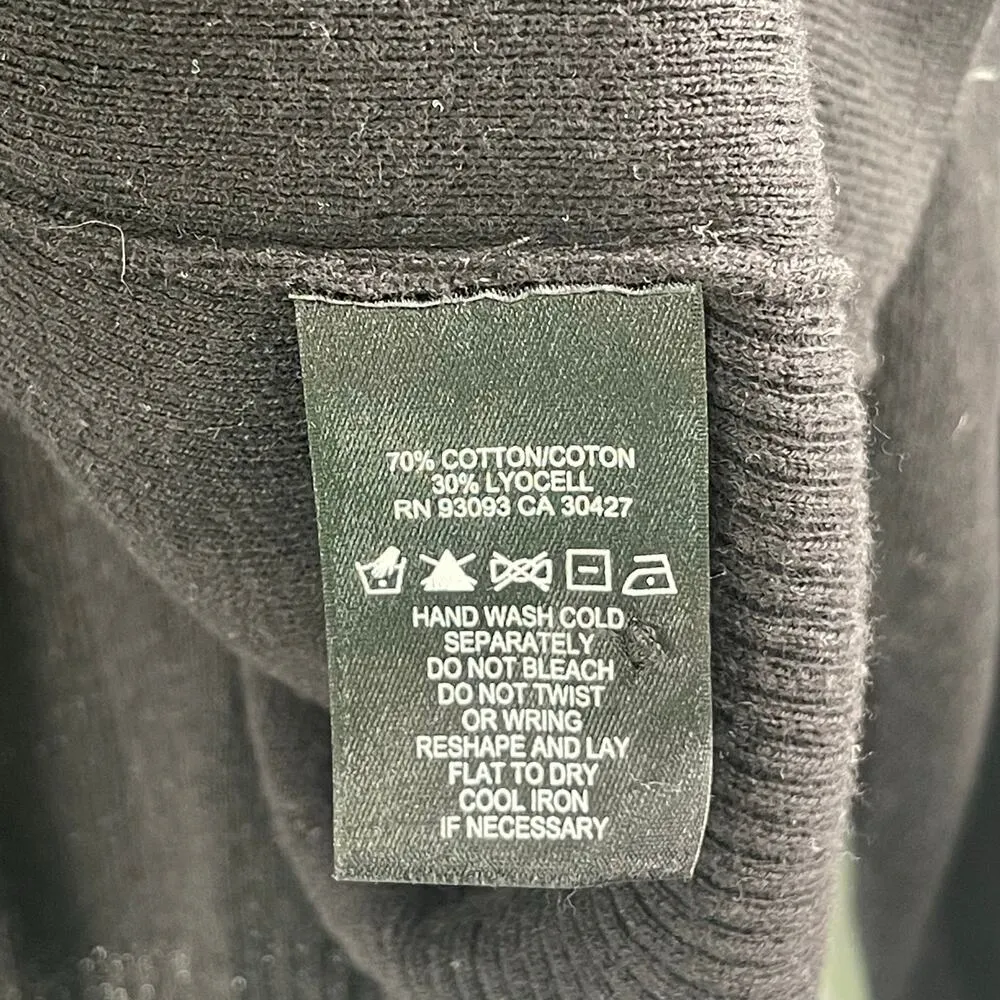 70% COTTON/COTON
30% LYOCELL
RN 93093 CA 30427
HAND WASH COLD
SEPARATELY
DO NOT BLEACH
DO NOT TWIST
OR WRING
RESHAPE AND LAY
FLAT TO DRY
COOL IRON
IF NECESSARY